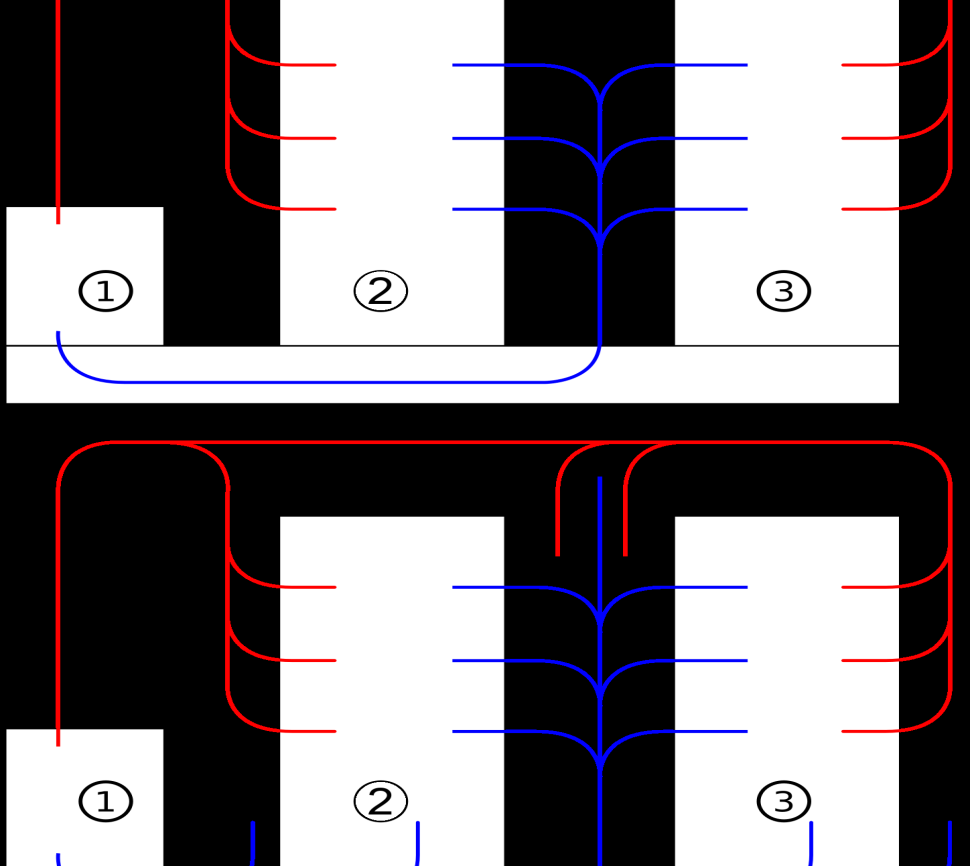 ① ② ③
① ② ③